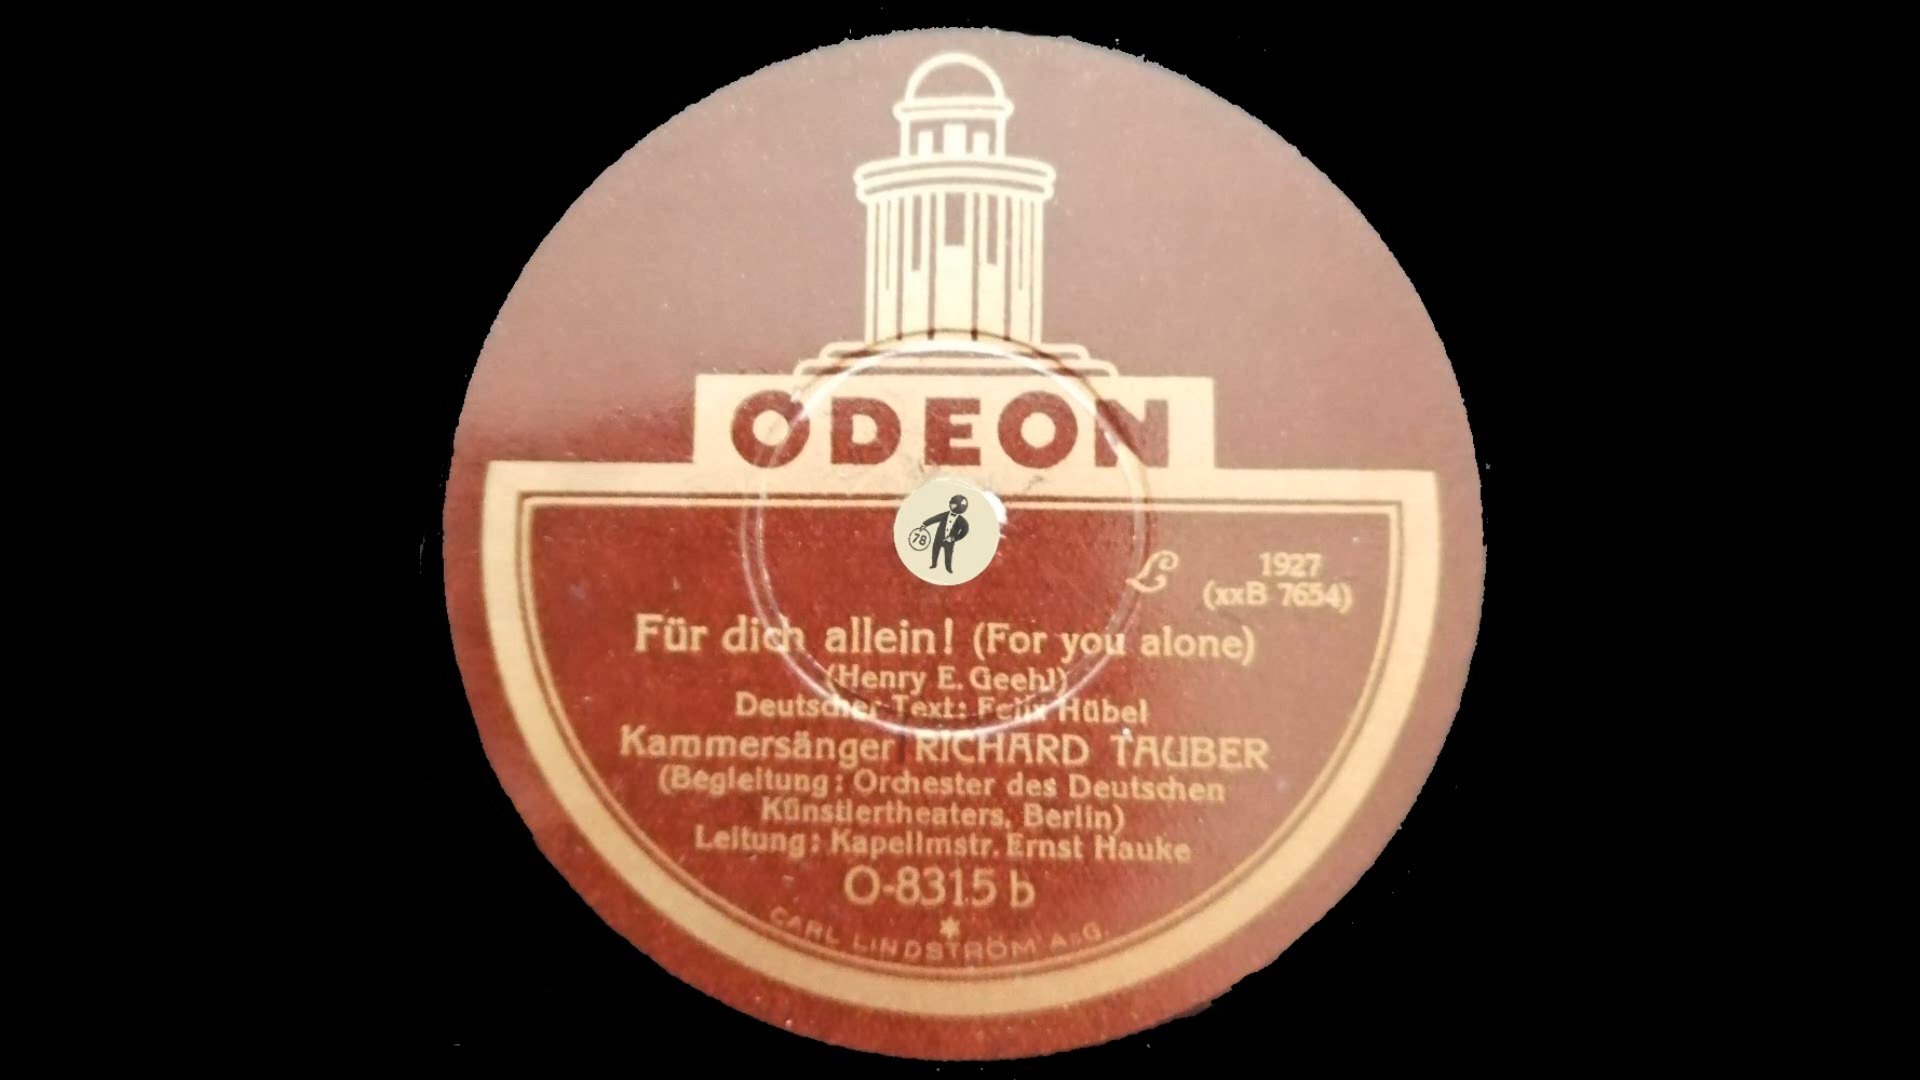 ODEON
78
L 1927
(xxB 7654)
Für dich allein! (For you alone)
(Henry E. Geehl)
Deutscher Text: Felix Hübel
Kammersänger RICHARD TAUBER
(Begleitung: Orchester des Deutschen
Künstlertheaters, Berlin)
Leitung: Kapellmstr. Ernst Hauke
O-8315 b
CARL LINDSTRÖM A=G.